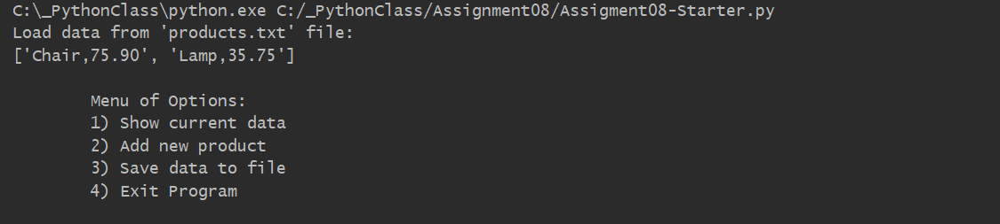 C:\_PythonClass\python.exe C:/_PythonClass/Assignment08/Assigment08-Starter.py
Load data from 'products.txt' file:
['Chair,75.90', 'Lamp,35.75']
Menu of Options:
1) Show current data
2) Add new product
3) Save data to file
4) Exit Program